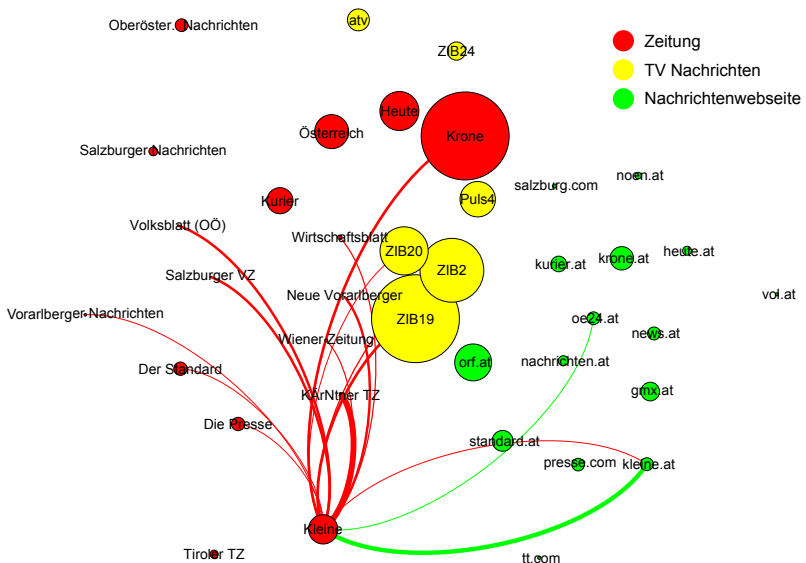 atv
Oberöster. Nachrichten
Zeitung
ZIB24
TV Nachrichten
Nachrichtenwebseite
Heute
Österreich
Krone
Salzburger Nachrichten
noen.at
salzburg.com
Kurier
Puls4
Volksblatt (OÖ)
Wirtschaftsblatt
ZIB20
heute.at
krone.at
kurier.at
ZIB2
Salzburger VZ
Neue Vorarlberger
vol.at
Vorarlberger Nachrichten
ZIB19
oe24.at
news.at
Wiener Zeitung
orf.at
nachrichten.at
Der Standard
gmx.at
KÄrNtner TZ
Die Presse
standard.at
presse.com
kleine.at
Kleine
Tiroler TZ
tt.com